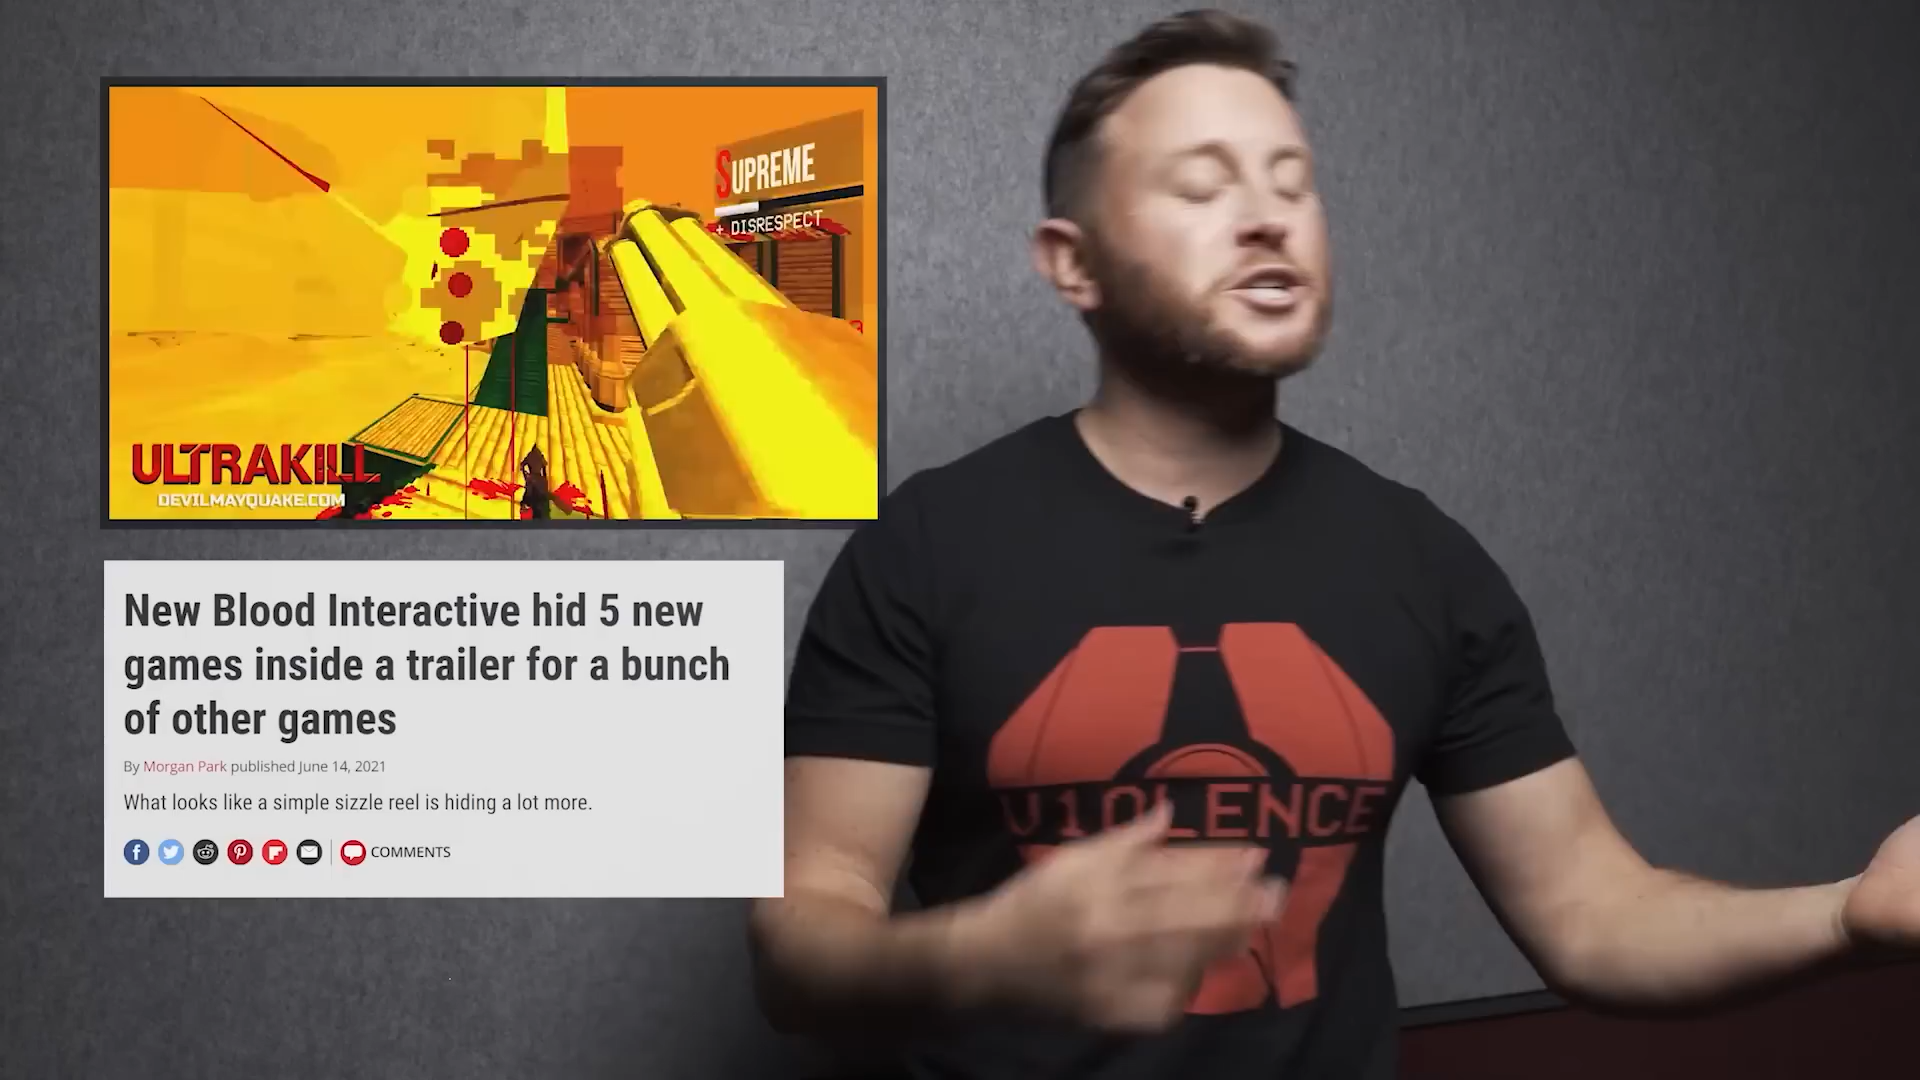 SUPREME
+ DISRESPECT
ULTRAKILL
DEVILMAYQUAKE.COM
New Blood Interactive hid 5 new
games inside a trailer for a bunch
of other games
By Morgan Park published June 14, 2021
What looks like a simple sizzle reel is hiding a lot more.
COMMENTS
V1OLENCE